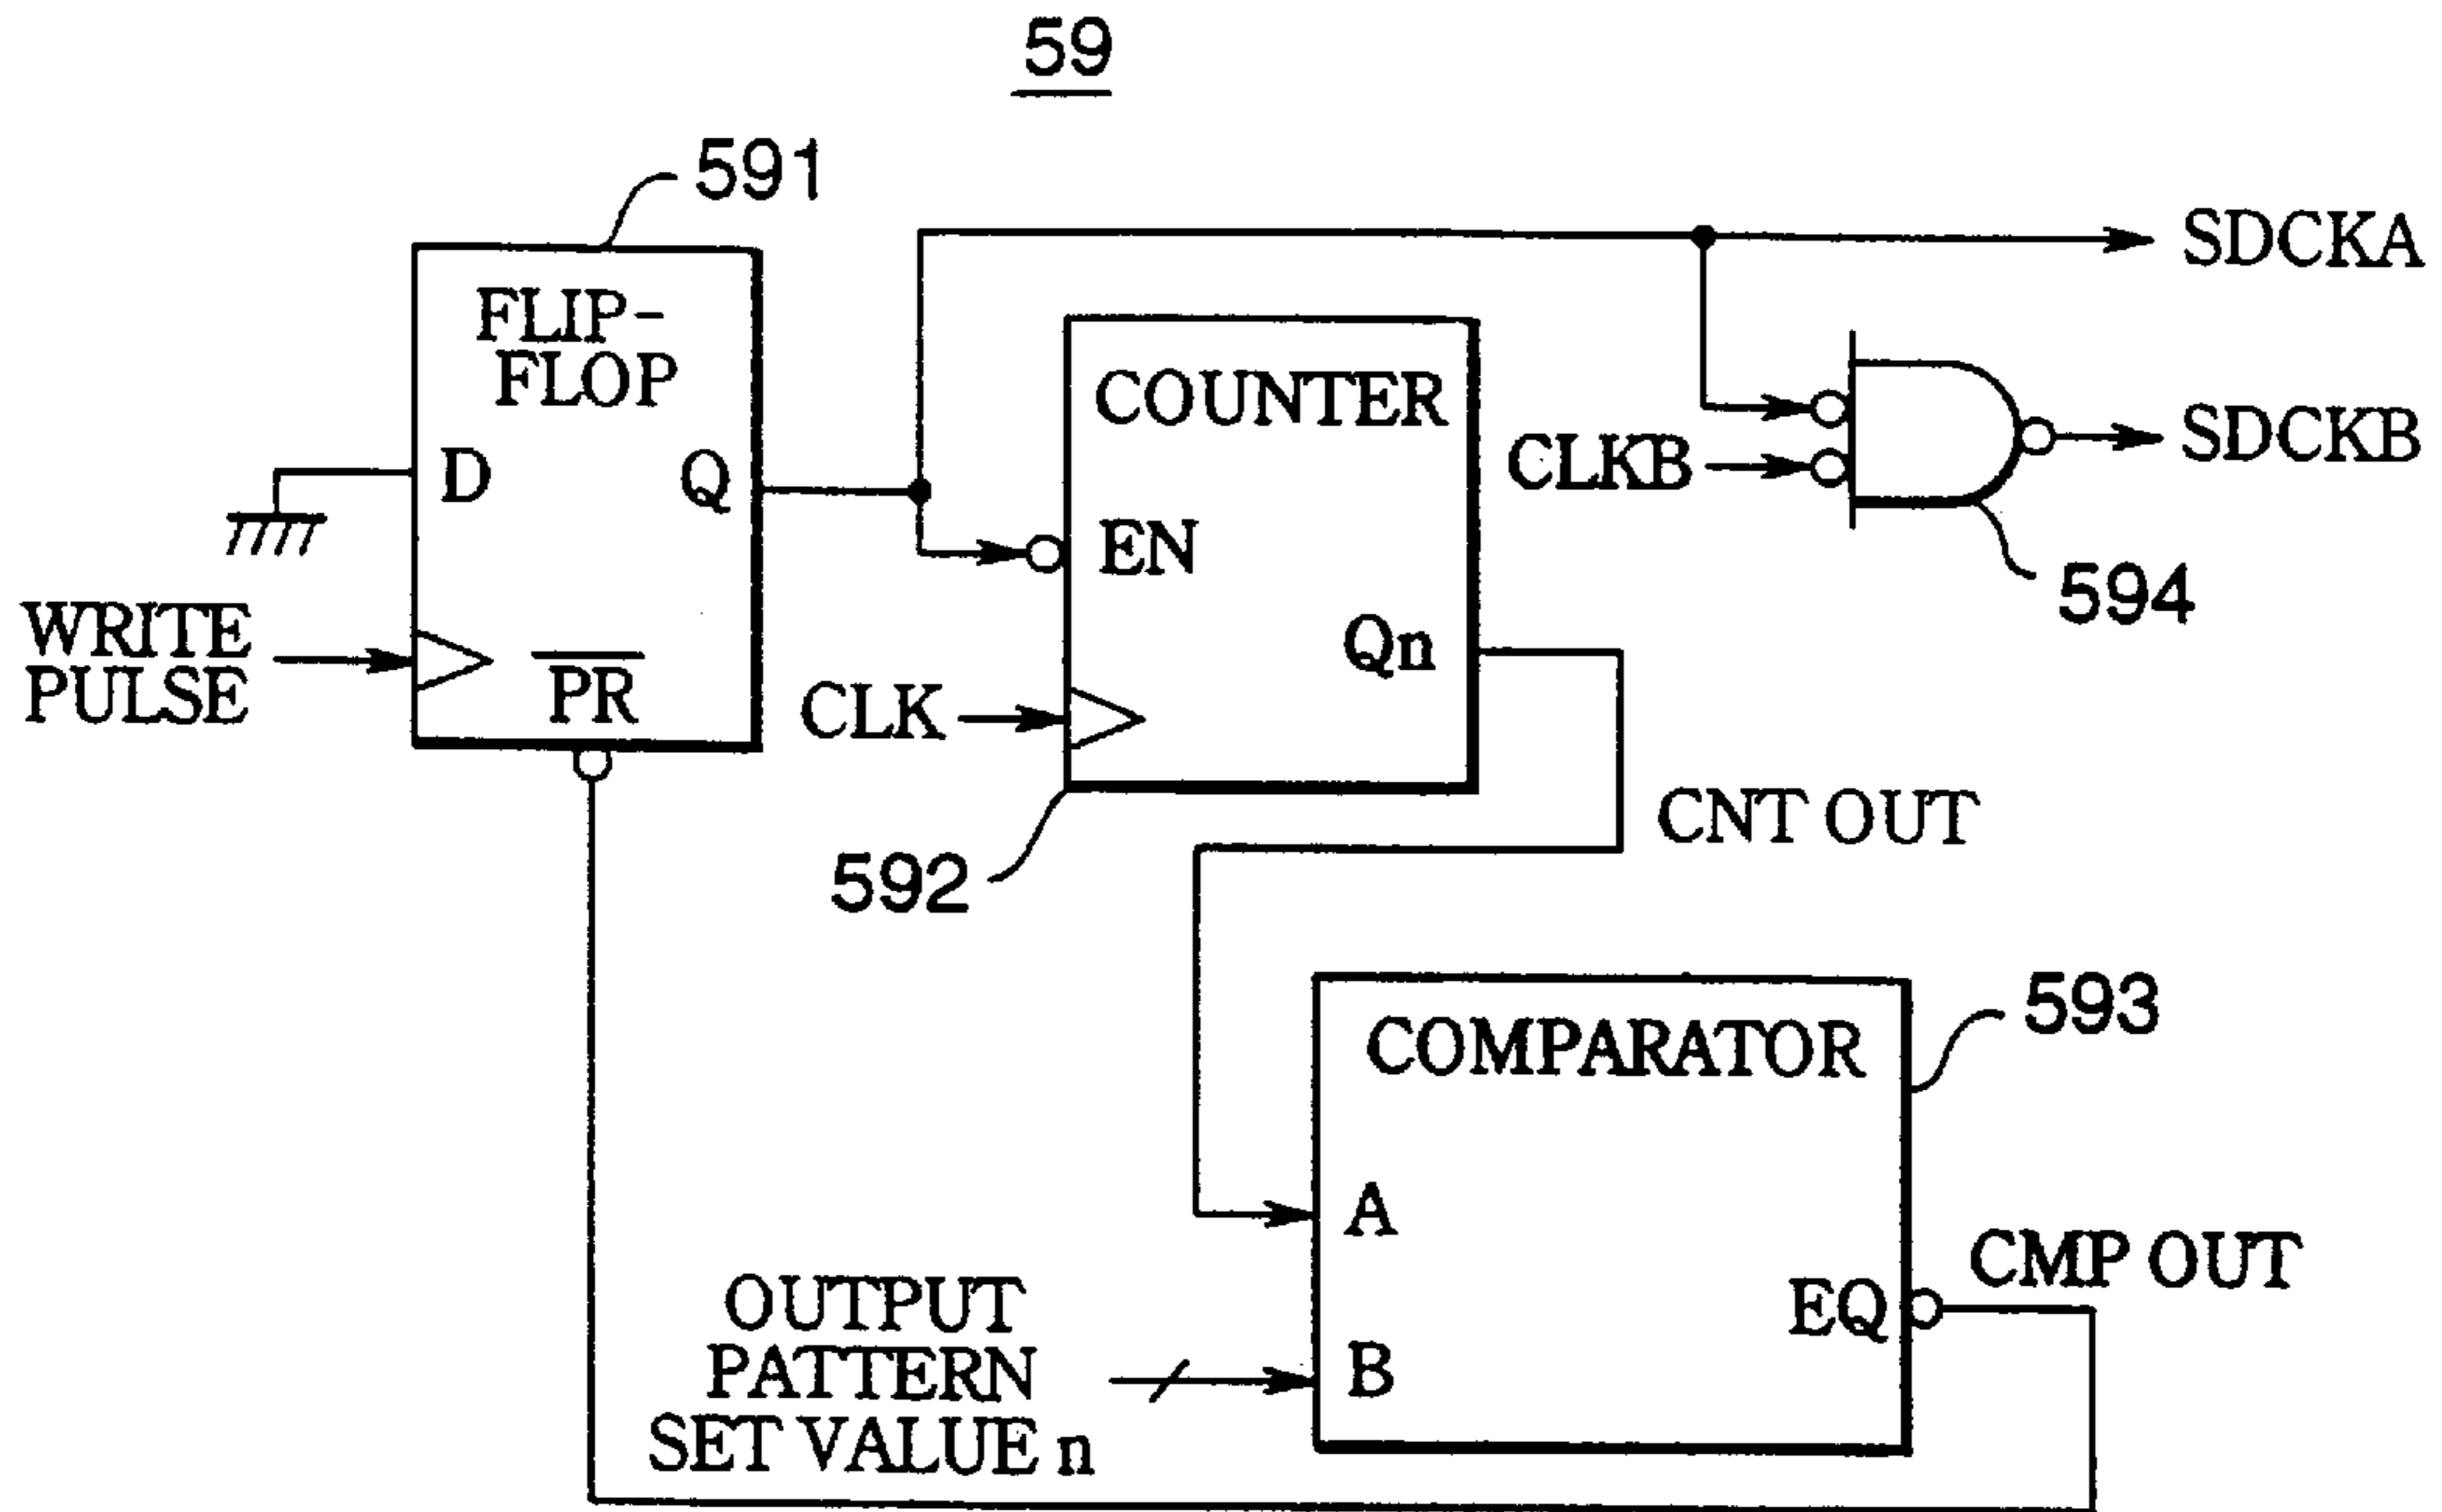 59
591
FLIP-
FLOP
D
Q
WRITE
PULSE
PR
COUNTER
EN
Qn
CLK
592
SDCKA
CLKB
SDCKB
594
CNT OUT
COMPARATOR
593
A
B
EQ
CMP OUT
OUTPUT
PATTERN
SET VALUE n